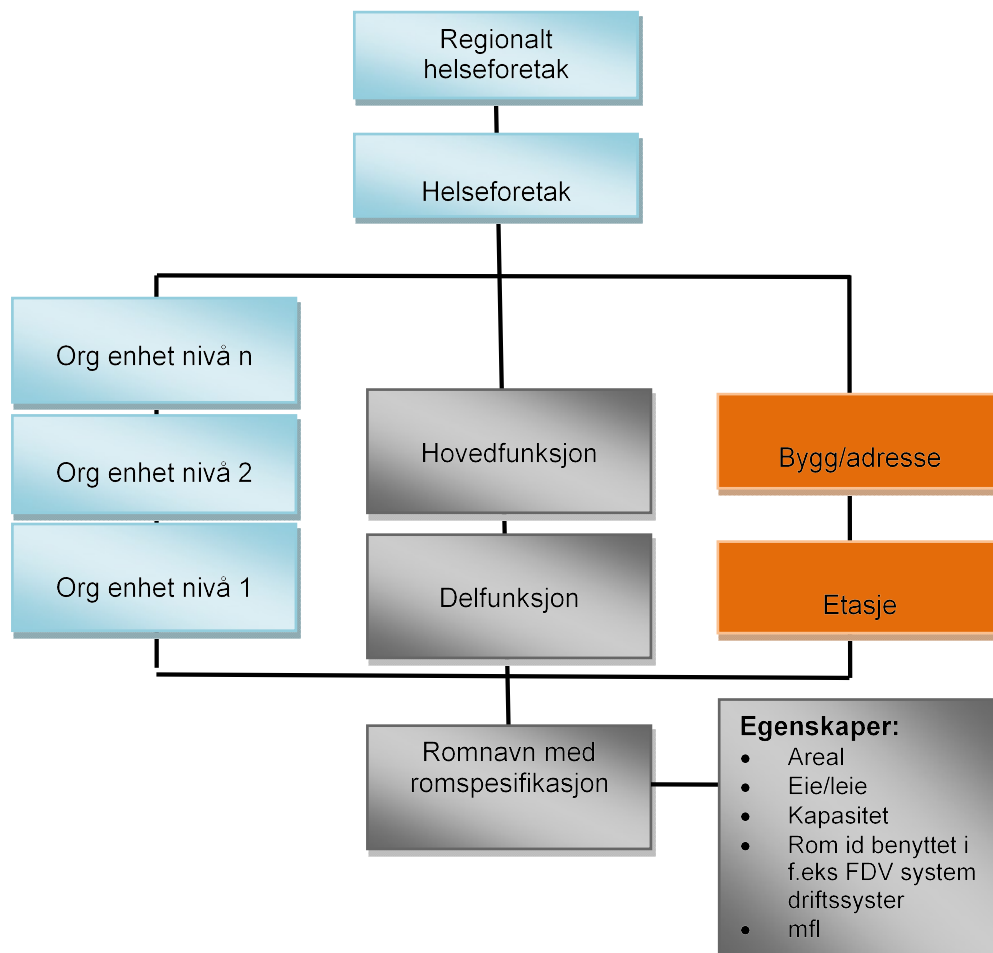 Regionalt
helseforetak
Helseforetak
Org enhet nivå n
Org enhet nivå 2
Org enhet nivå 1
Hovedfunksjon
Delfunksjon
Bygg/adresse
Etasje
Romnavn med
romspesifikasjon
Egenskaper:
• Areal
• Eie/leie
• Kapasitet
• Rom id benyttet i
f.eks FDV system
driftssyster
• mfl